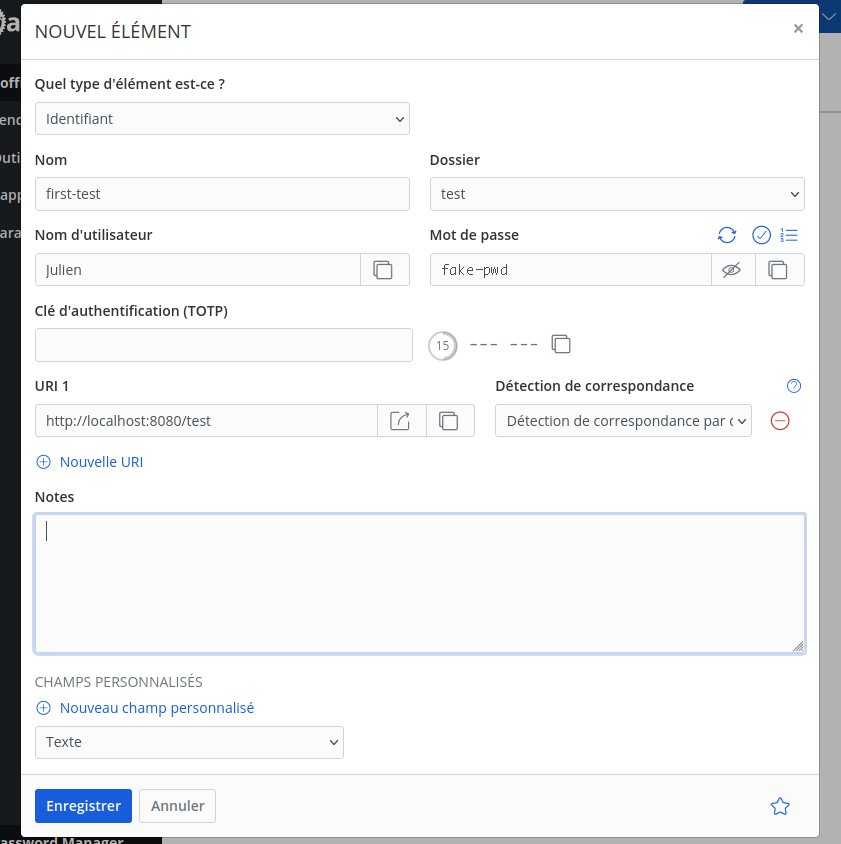 NOUVEL ÉLÉMENT ×
Quel type d'élément est-ce ?
Identifiant
Nom Dossier
first-test test
Nom d'utilisateur Mot de passe
Julien fake-pwd
Clé d'authentification (TOTP)
15 --- ---
URI 1 Détection de correspondance
http://localhost:8080/test Détection de correspondance par
Nouvelle URI
Notes
CHAMPS PERSONNALISÉS
Nouveau champ personnalisé
Texte
Enregistrer Annuler
assword Manager